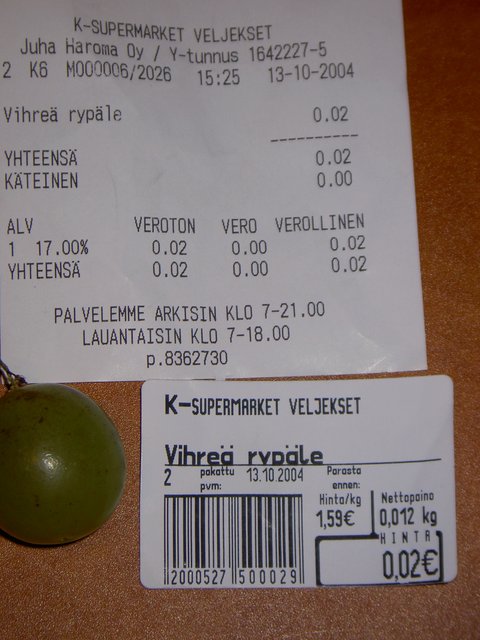 K-SUPERMARKET VELJEKSET
Juha Haroma Oy / Y-tunnus 1642227-5
2 K6 M000006/2026 15:25 13-10-2004
Vihreä rypäle 0.02
----------
YHTEENSÄ 0.02
KÄTEINEN 0.00
ALV VEROTON VERO VEROLLINEN
1 17.00% 0.02 0.00 0.02
YHTEENSÄ 0.02 0.00 0.02
PALVELEMME ARKISIN KLO 7-21.00
LAUANTAISIN KLO 7-18.00
p.8362730
K-SUPERMARKET VELJEKSET
Vihreä rypäle
2 pakattu pvm: 13.10.2004 Parasta ennen:
Hinta/kg Nettopaino
1,59€ 0,012 kg
HINTA
0,02€
2000527 500029